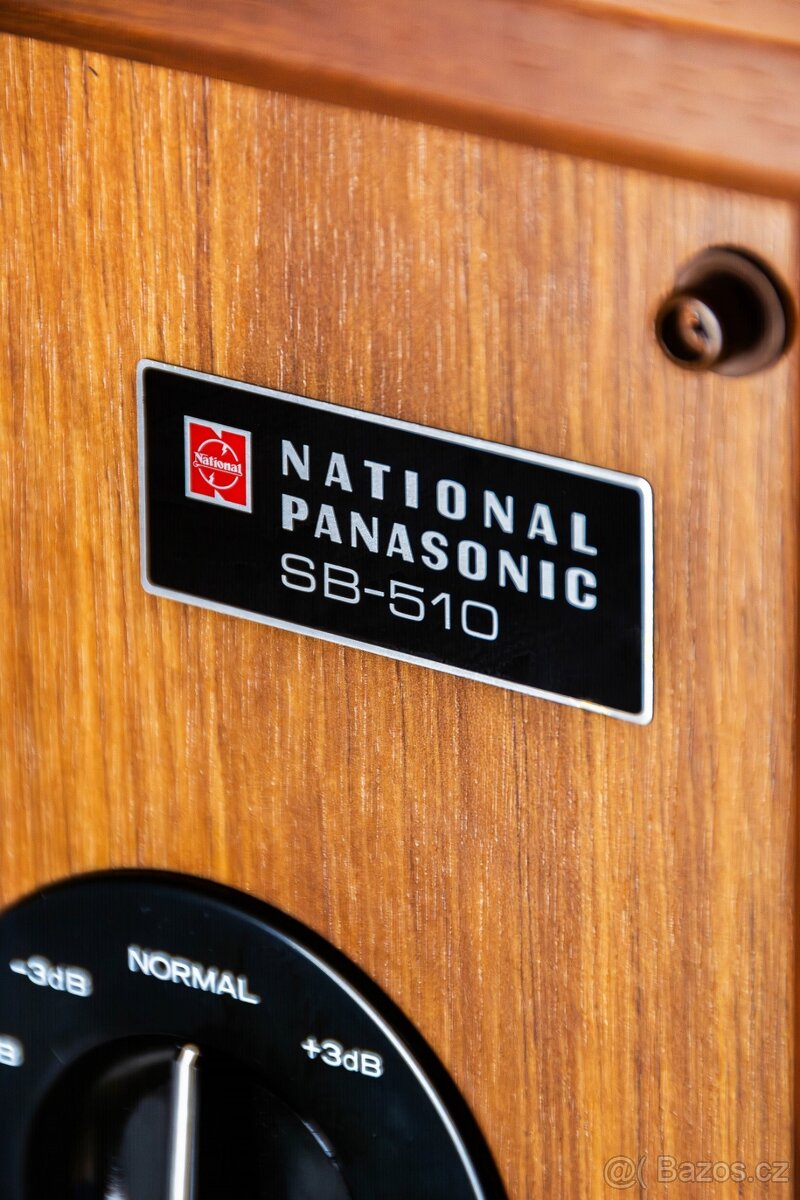 National
NATIONAL
PANASONIC
SB-510
-3dB
NORMAL
+3dB
@( Bazos.cz